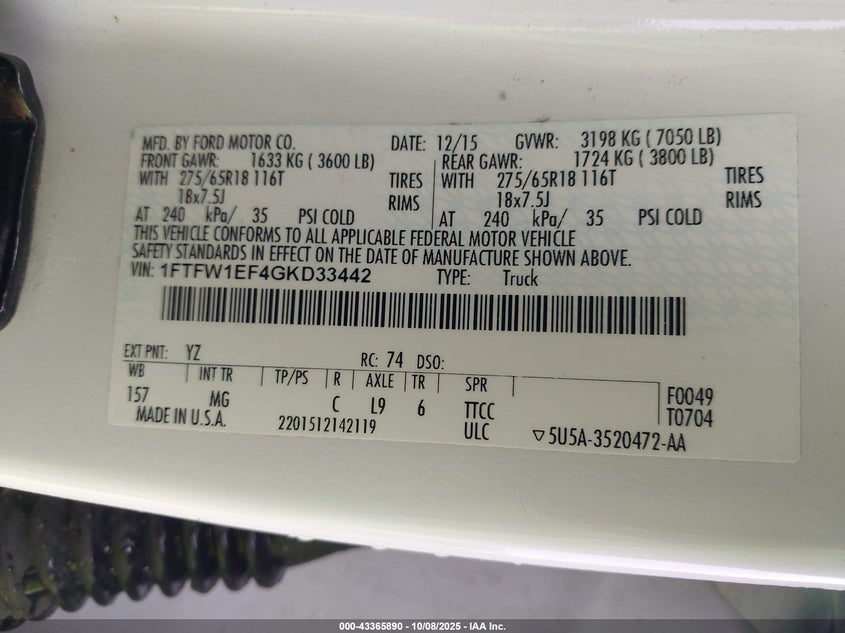 MFD. BY FORD MOTOR CO. DATE: 12/15 GVWR: 3198 KG ( 7050 LB)
FRONT GAWR: 1633 KG ( 3600 LB) REAR GAWR: 1724 KG ( 3800 LB)
WITH 275/65R18 116T TIRES WITH 275/65R18 116T TIRES
18x7.5J RIMS 18x7.5J RIMS
AT 240 kPa/ 35 PSI COLD AT 240 kPa/ 35 PSI COLD
THIS VEHICLE CONFORMS TO ALL APPLICABLE FEDERAL MOTOR VEHICLE
SAFETY STANDARDS IN EFFECT ON THE DATE OF MANUFACTURE SHOWN ABOVE.
VIN: 1FTFW1EF4GKD33442 TYPE: Truck
EXT PNT: YZ RC: 74 DSO:
WB INT TR TP/PS R AXLE TR SPR F0049
157 MG C L9 6 TTCC T0704
MADE IN U.S.A. 2201512142119 ULC ▽5U5A-3520472-AA
000-43365890 - 10/08/2025 - IAA Inc.